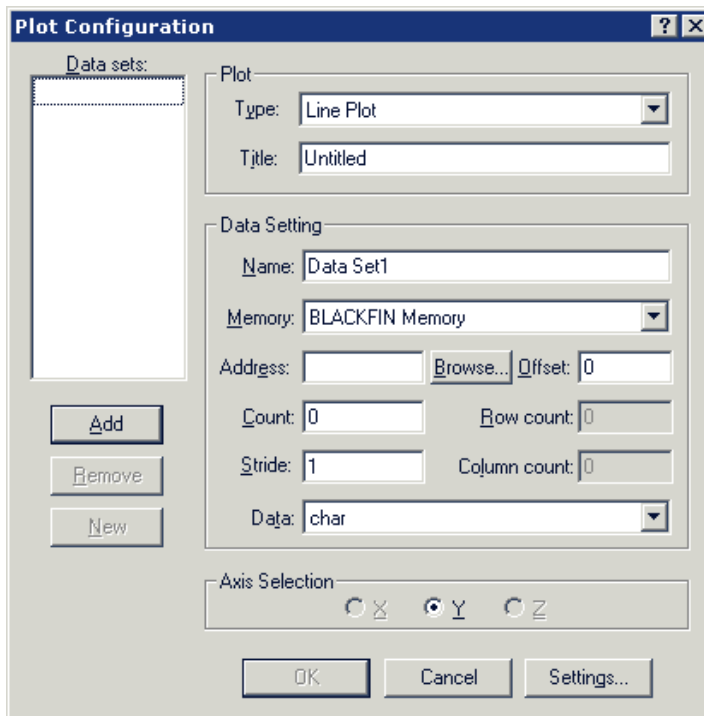 Plot Configuration
Data sets:
Plot
Type: Line Plot
Title: Untitled
Data Setting
Name: Data Set1
Memory: BLACKFIN Memory
Address: Browse... Offset: 0
Count: 0 Row count: 0
Stride: 1 Column count: 0
Data: char
Add
Remove
New
Axis Selection
X Y Z
OK Cancel Settings...